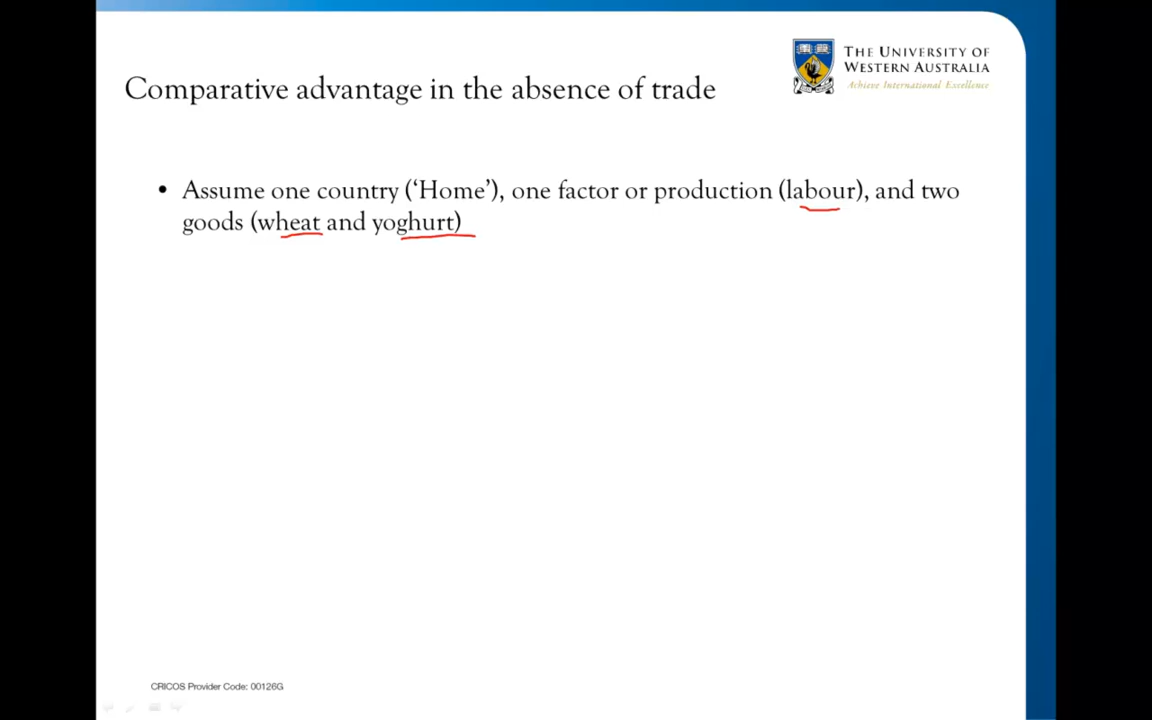 THE UNIVERSITY OF
WESTERN AUSTRALIA
Achieve International Excellence
Comparative advantage in the absence of trade
• Assume one country (‘Home’), one factor or production (labour), and two
goods (wheat and yoghurt)
CRICOS Provider Code: 00126G